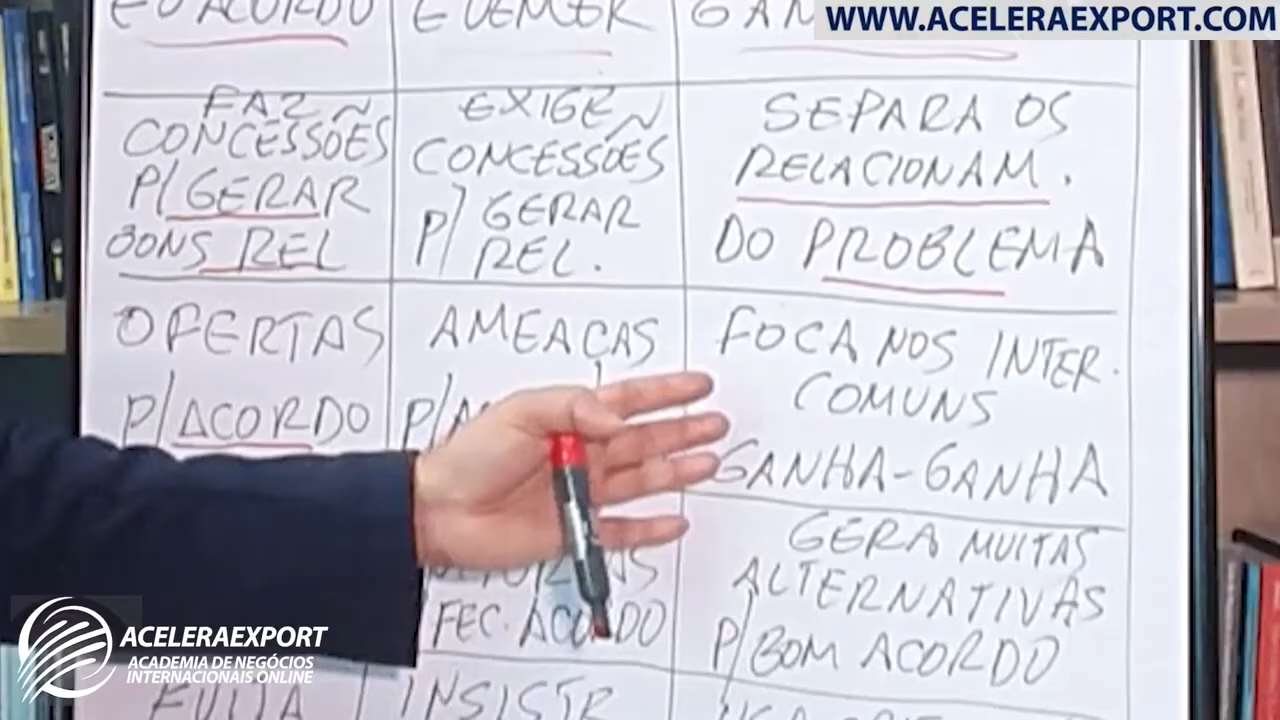 WWW.ACELERAEXPORT.COM
FAZ
CONCESSÕES
P/ GERAR
BONS REL
EXIGE
CONCESSÕES
P/ GERAR
REL.
SEPARA OS
RELACIONAM.
DO PROBLEMA
OFERTAS
P/ ACORDO
AMEAÇAS
FOCA NOS INTER.
COMUNS
GANHA-GANHA
FEC. ACORDO
GERA MUITAS
ALTERNATIVAS
P/ BOM ACORDO
INSISTR
ACELERAEXPORT
ACADEMIA DE NEGÓCIOS
INTERNACIONAIS ONLINE